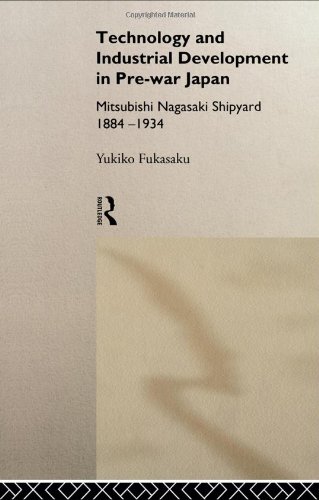 Copyrighted Material
Technology and
Industrial Development
in Pre-war Japan
Mitsubishi Nagasaki Shipyard
1884 –1934
Yukiko Fukasaku
ROUTLEDGE